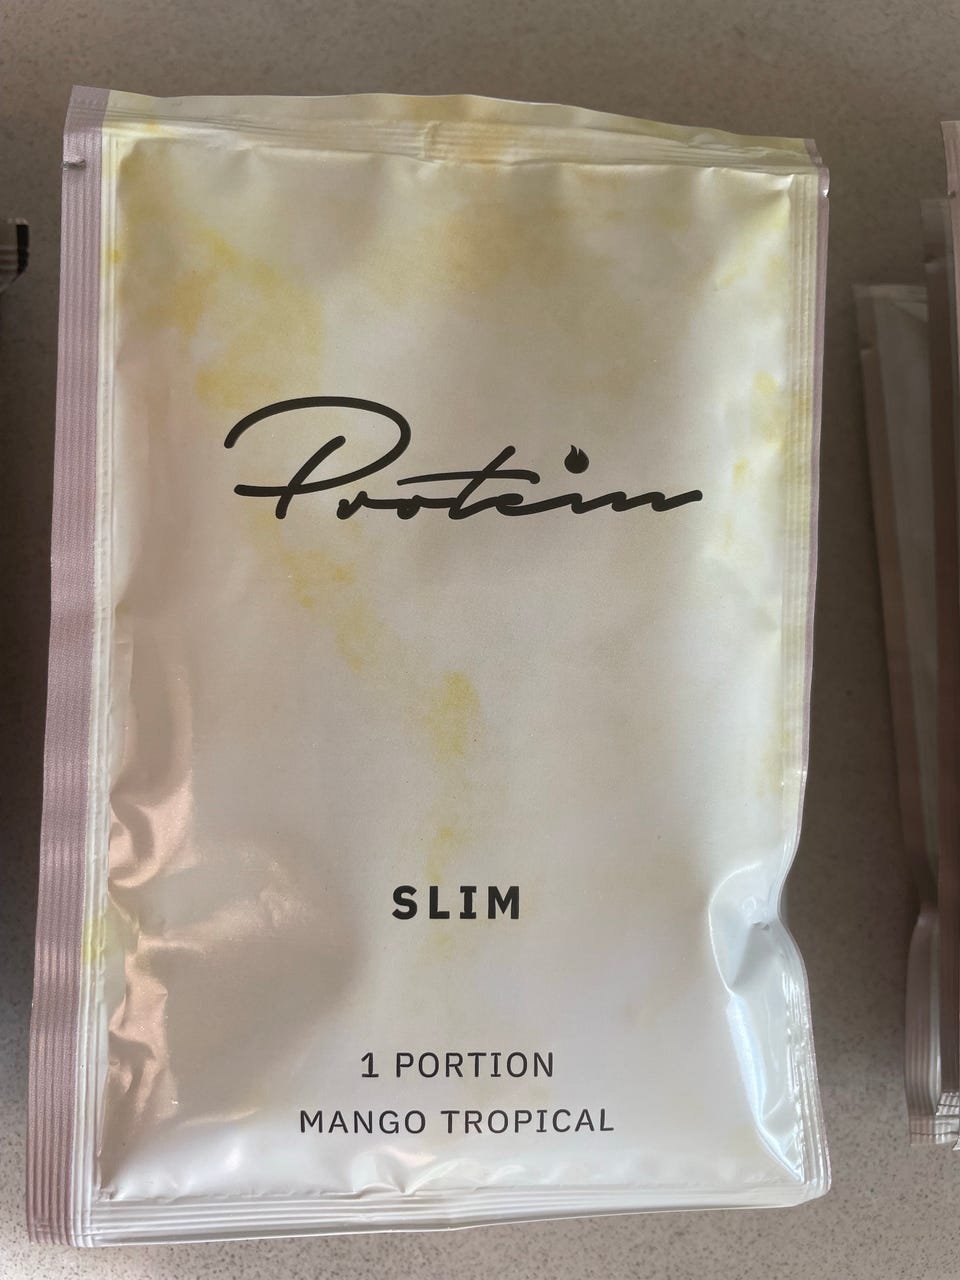 Protein
SLIM
1 PORTION
MANGO TROPICAL